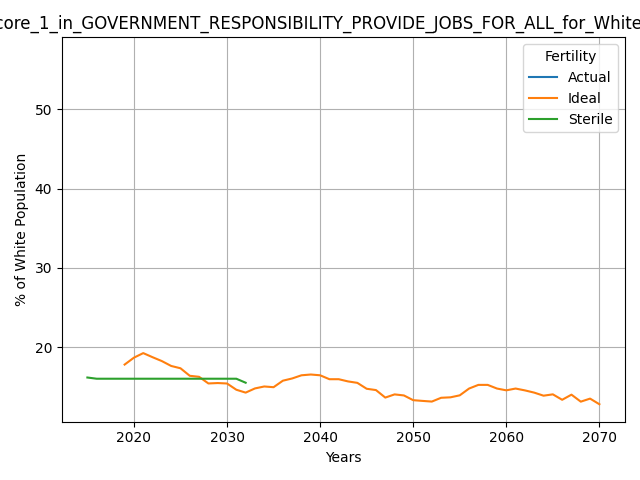 core_1_in_GOVERNMENT_RESPONSIBILITY_PROVIDE_JOBS_FOR_ALL_for_White
Fertility
Actual
Ideal
Sterile
% of White Population
50
40
30
20
2020
2030
2040
2050
2060
2070
Years